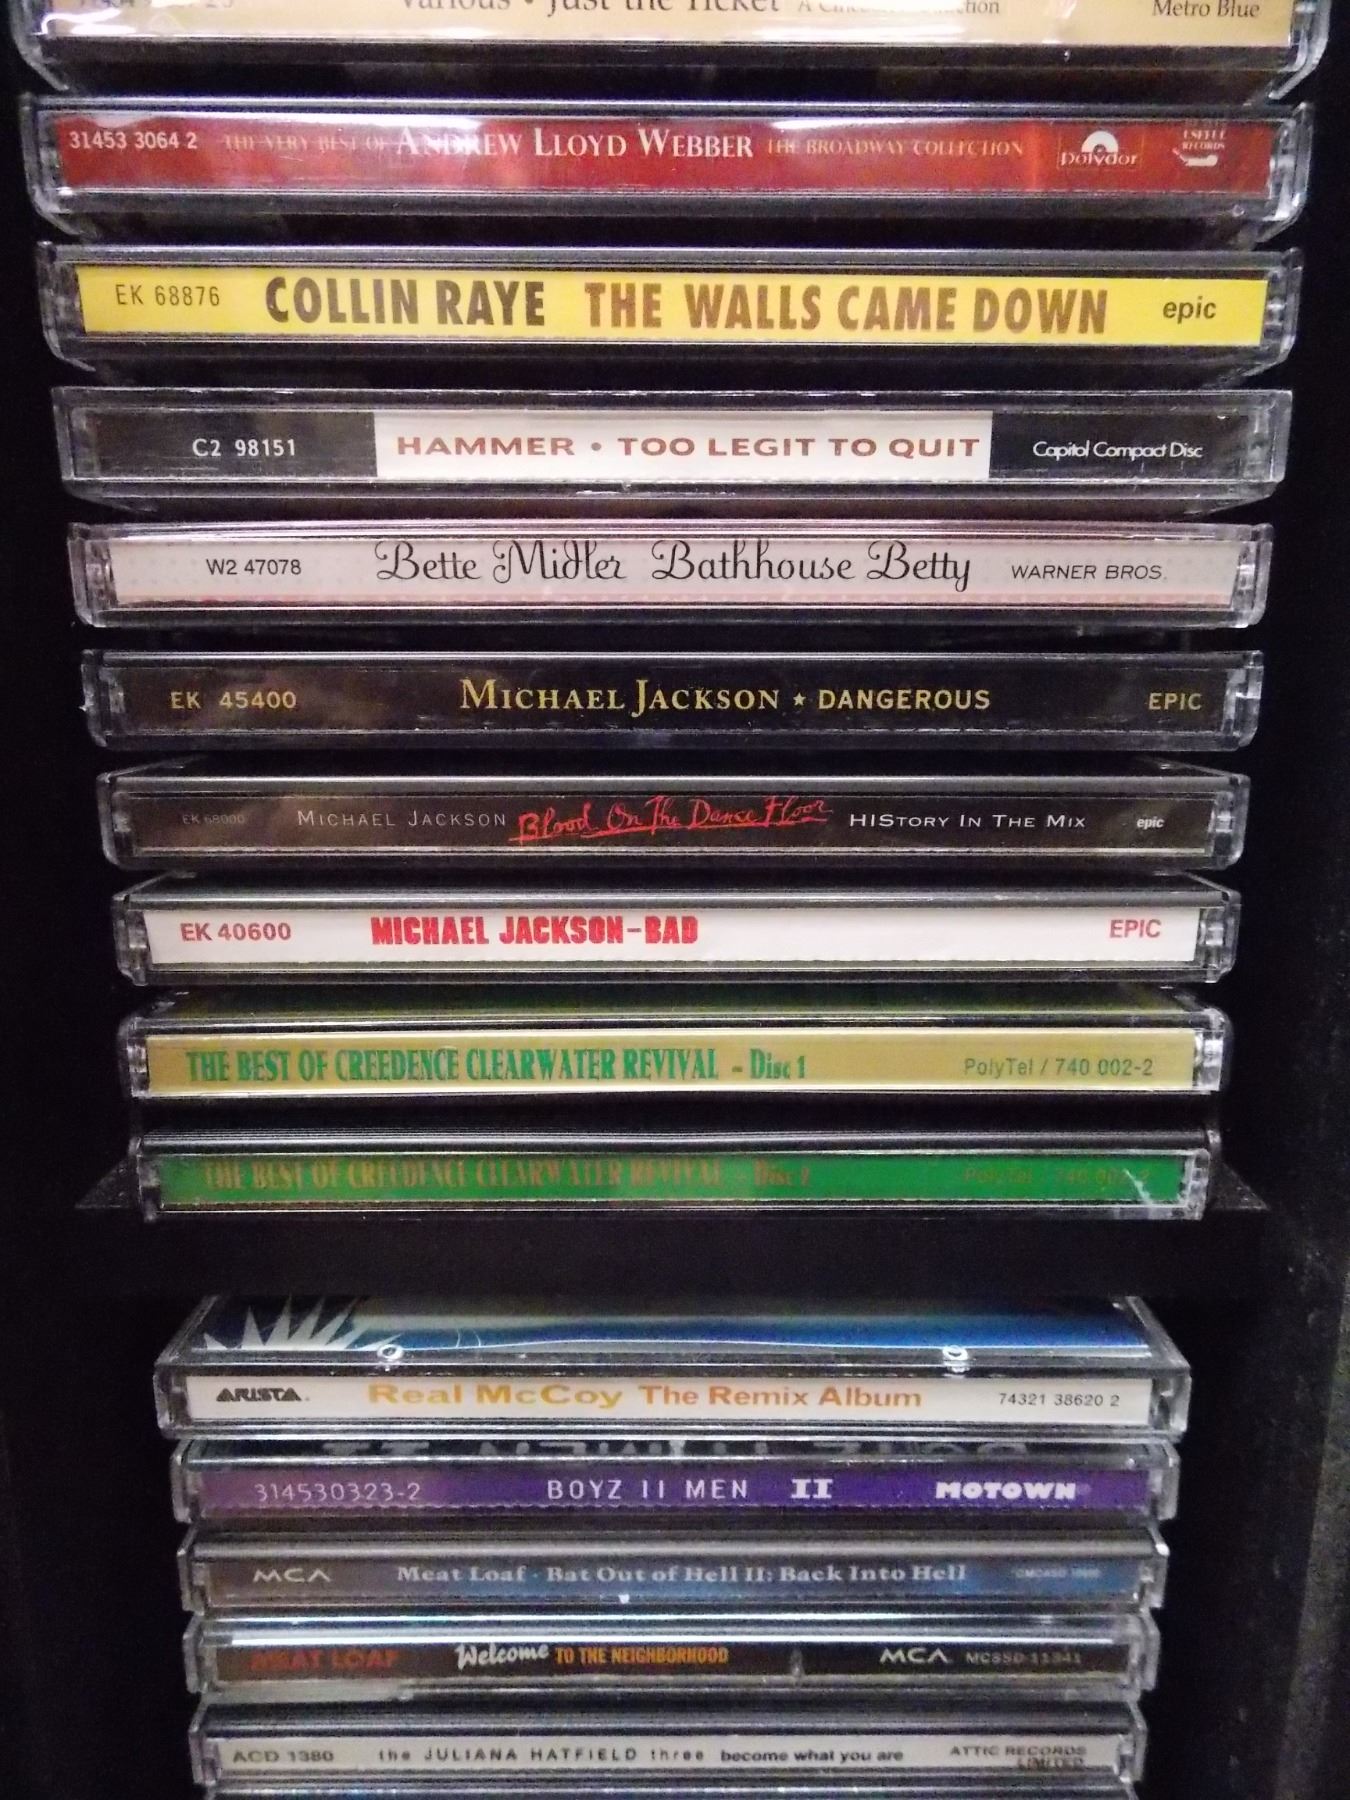 Various • Just the Ticket Metro Blue
31453 3064 2 THE VERY BEST OF ANDREW LLOYD WEBBER THE BROADWAY COLLECTION polydor RECORDS
EK 68876 COLLIN RAYE THE WALLS CAME DOWN epic
C2 98151 HAMMER • TOO LEGIT TO QUIT Capitol Compact Disc
W2 47078 Bette Midler Bathhouse Betty WARNER BROS.
EK 45400 MICHAEL JACKSON ★ DANGEROUS EPIC
EK 68000 MICHAEL JACKSON Blood On The Dance Floor HISTORY IN THE MIX epic
EK 40600 MICHAEL JACKSON-BAD EPIC
THE BEST OF CREEDENCE CLEARWATER REVIVAL - Disc 1 PolyTel / 740 002-2
THE BEST OF CREEDENCE CLEARWATER REVIVAL - Disc 2 PolyTel
ARISTA. Real McCoy The Remix Album 74321 38620 2
314530323-2 BOYZ II MEN II MOTOWN
MCA Meat Loaf · Bat Out of Hell II: Back Into Hell
MEAT LOAF Welcome TO THE NEIGHBORHOOD MCA MCSSD 11341
ACD 1380 the JULIANA HATFIELD three become what you are ATTIC RECORDS LIMITED